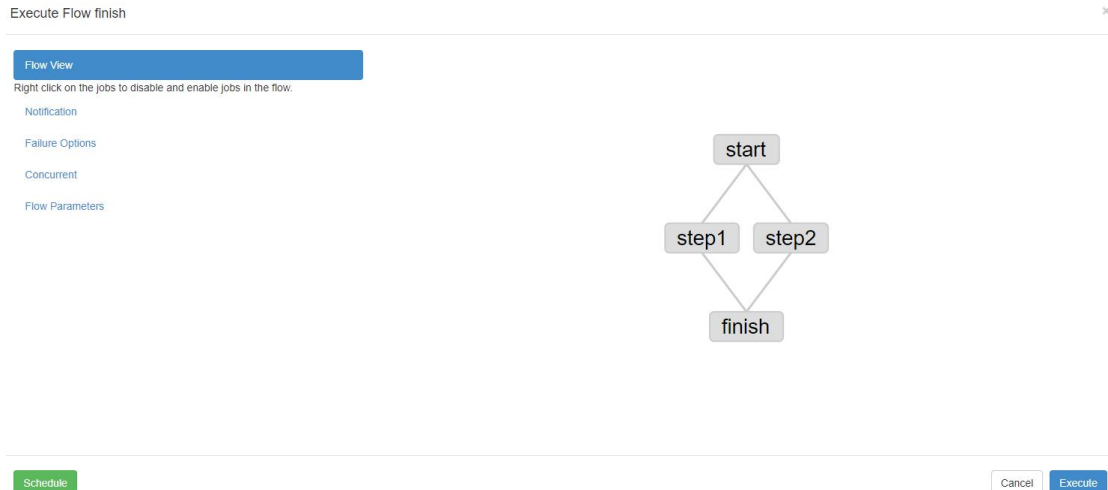 Execute Flow finish
×
Flow View
Right click on the jobs to disable and enable jobs in the flow.
Notification
Failure Options
Concurrent
Flow Parameters
start
step1 step2
finish
Schedule
Cancel Execute